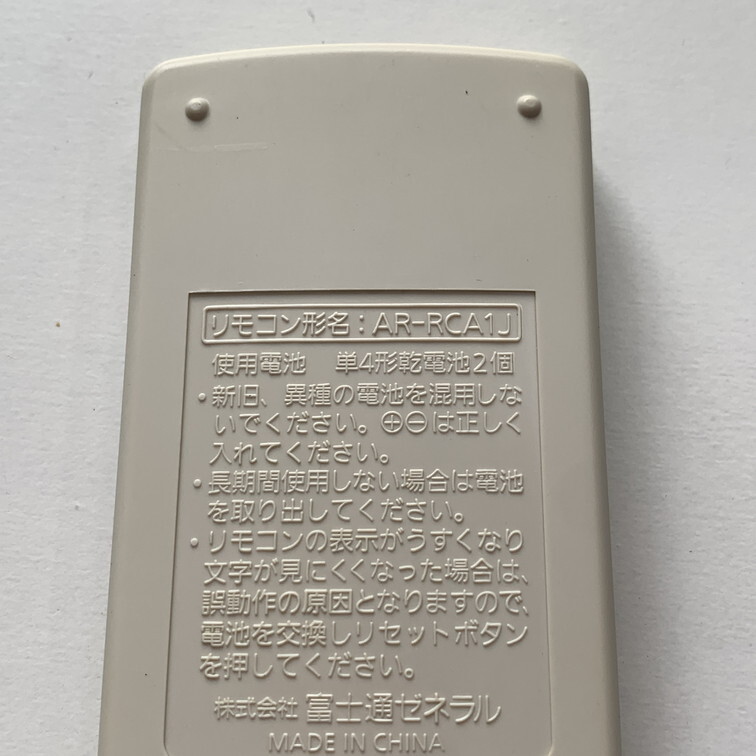 リモコン形名:AR-RCA1J
使用電池 単4形乾電池2個
・新旧、異種の電池を混用しな
いでください。⊕⊖は正しく
入れてください。
・長期間使用しない場合は電池
を取り出してください。
・リモコンの表示がうすくなり
文字が見にくくなった場合は、
誤動作の原因となりますので、
電池を交換しリセットボタン
を押してください。
株式会社 富士通ゼネラル
MADE IN CHINA